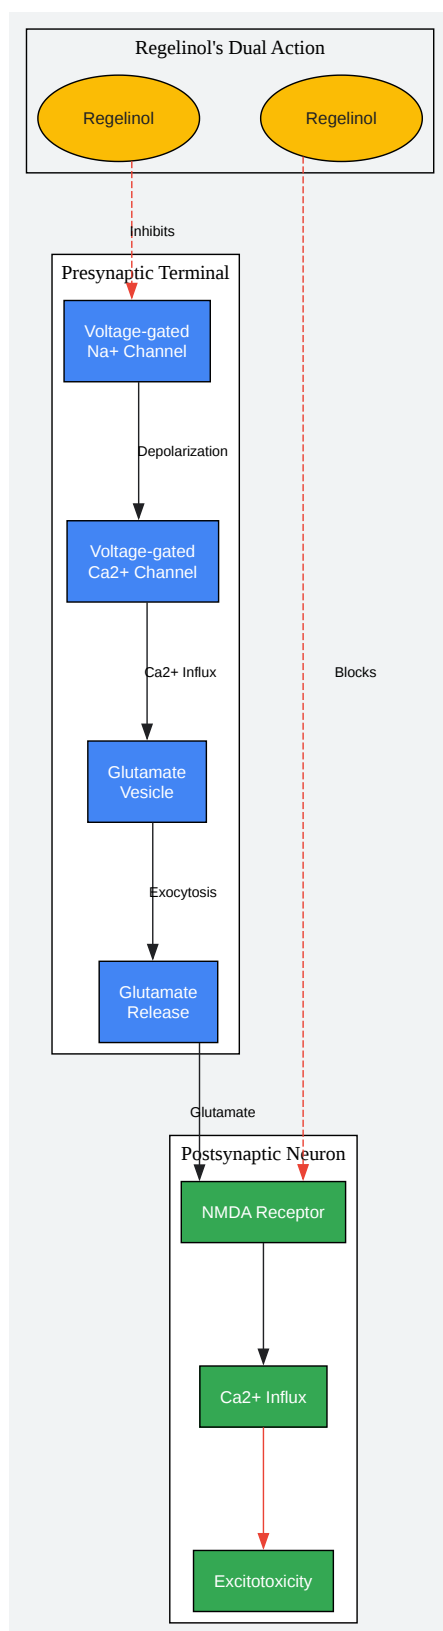 Regelinol's Dual Action
Regelinol
Regelinol
Inhibits
Presynaptic Terminal
Voltage-gated
Na+ Channel
Depolarization
Voltage-gated
Ca2+ Channel
Ca2+ Influx
Blocks
Glutamate
Vesicle
Exocytosis
Glutamate
Release
Glutamate
Postsynaptic Neuron
NMDA Receptor
Ca2+ Influx
Excitotoxicity